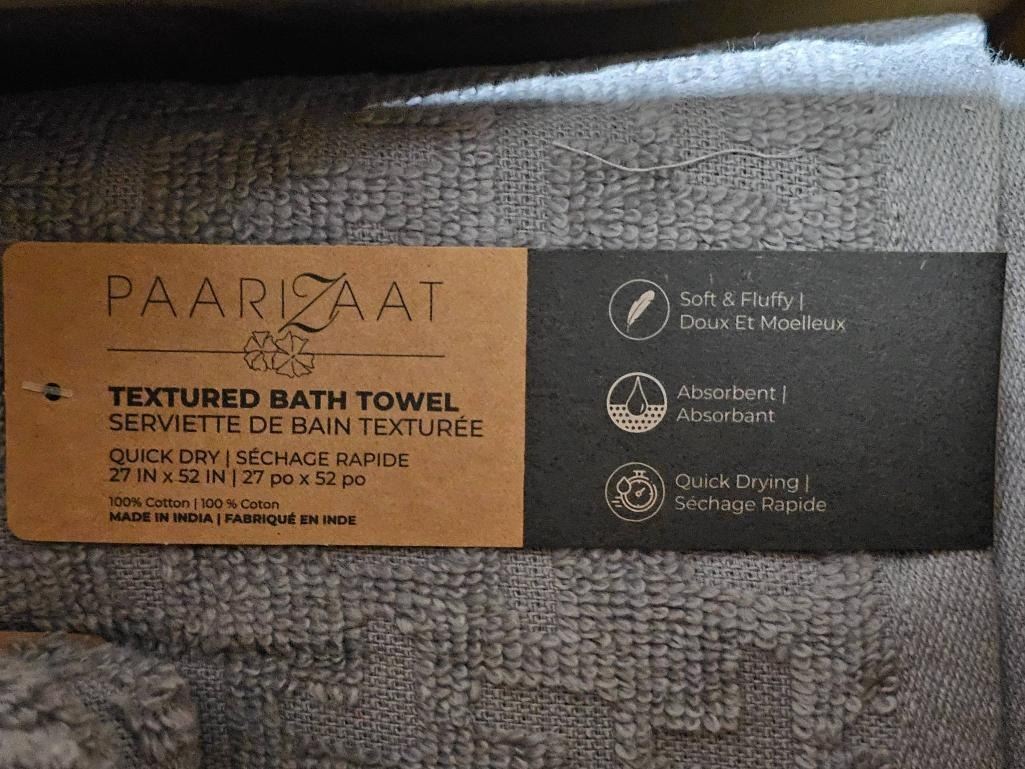 PAARIZAAT
TEXTURED BATH TOWEL
SERVIETTE DE BAIN TEXTURÉE
QUICK DRY | SÉCHAGE RAPIDE
27 IN x 52 IN | 27 po x 52 po
100% Cotton | 100 % Coton
MADE IN INDIA | FABRIQUÉ EN INDE
Soft & Fluffy |
Doux Et Moelleux
Absorbent |
Absorbant
Quick Drying |
Séchage Rapide